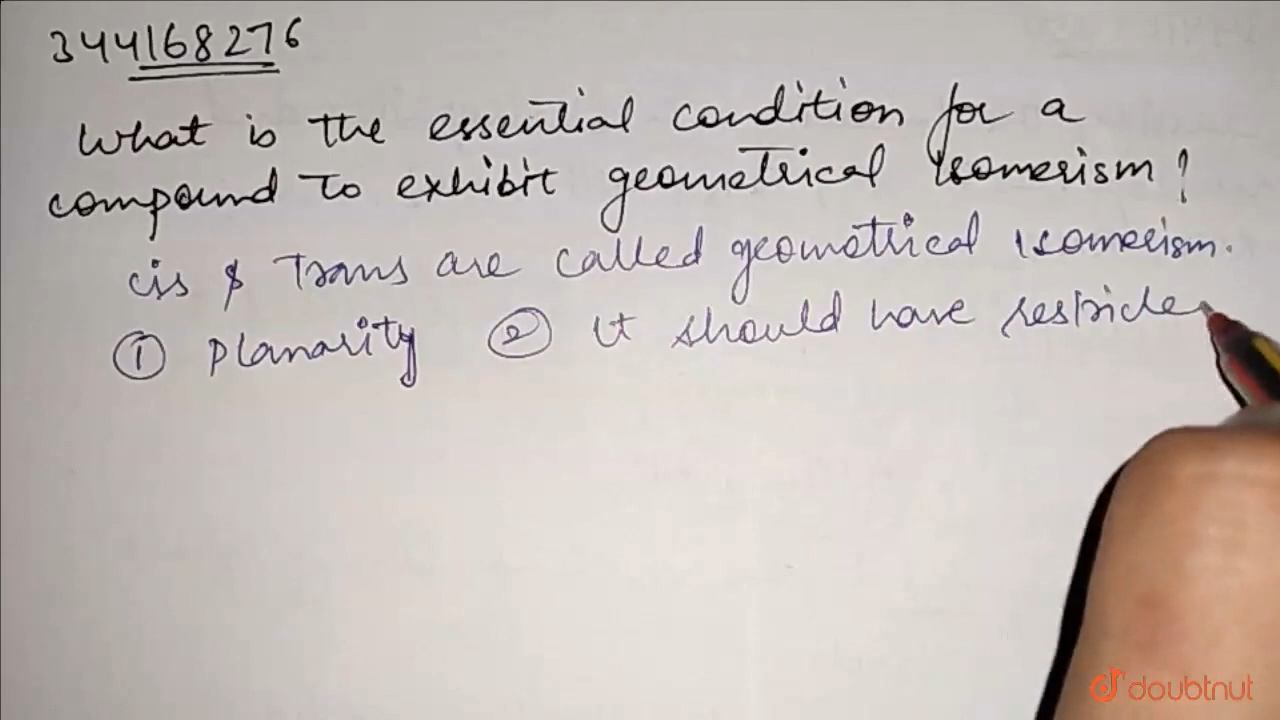 344168276
What is the essential condition for a
compound to exhibit geometrical isomerism?
cis & Trans are called geometrical isomerism.
① Planarity ② It should have restricte
doubtnut